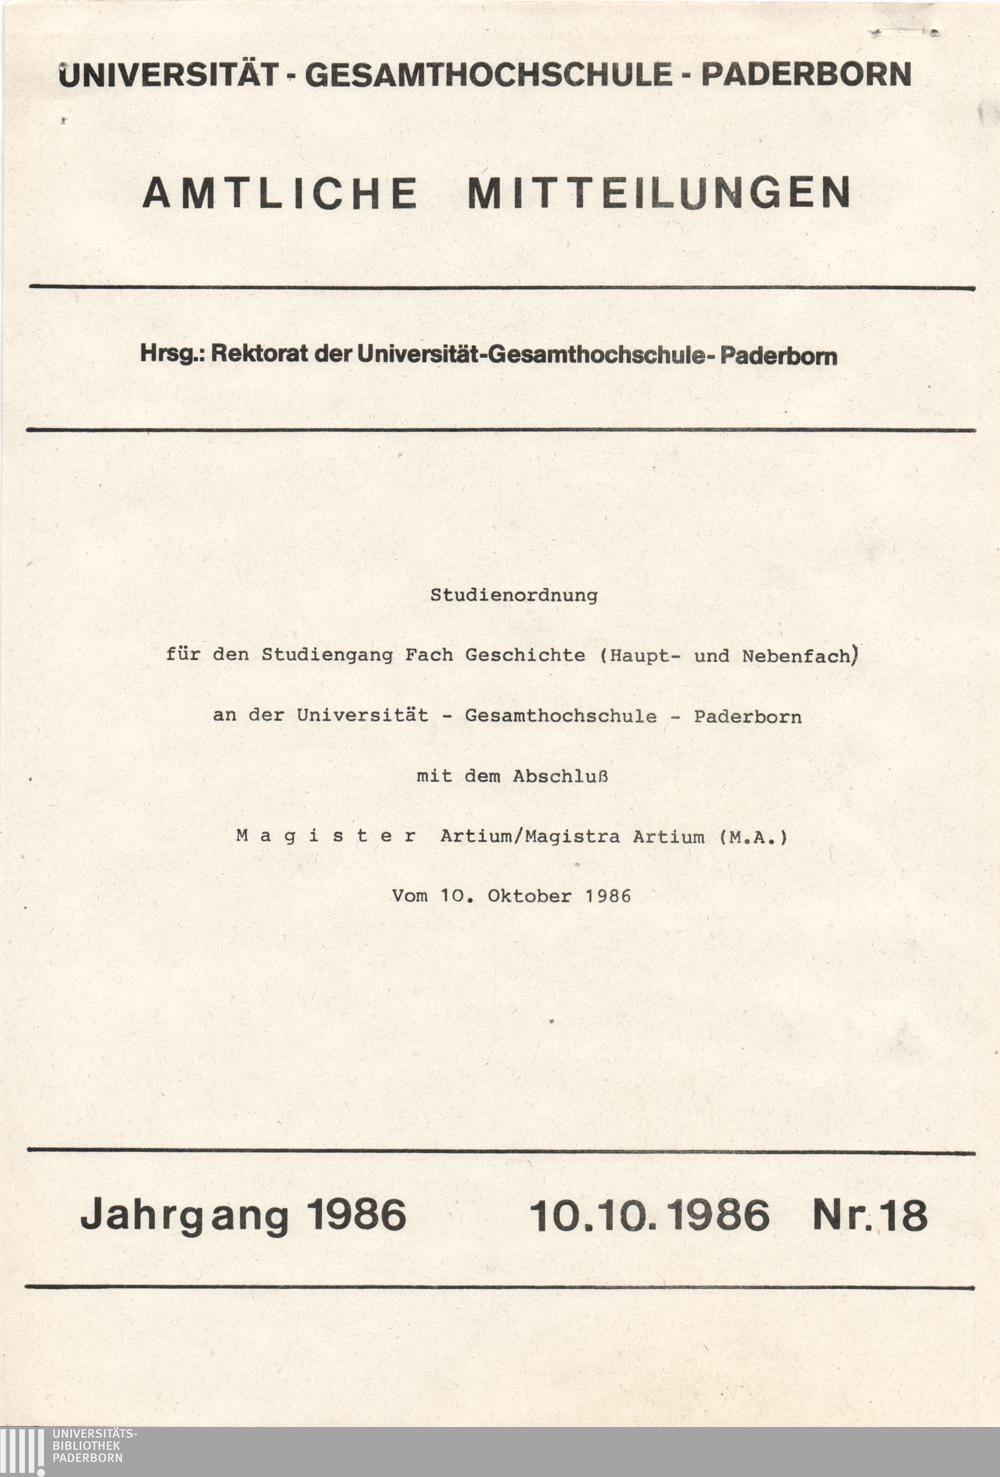 UNIVERSITÄT - GESAMTHOCHSCHULE - PADERBORN
AMTLICHE MITTEILUNGEN
Hrsg.: Rektorat der Universität-Gesamthochschule- Paderborn
Studienordnung
für den Studiengang Fach Geschichte (Haupt- und Nebenfach)
an der Universität - Gesamthochschule - Paderborn
mit dem Abschluß
M a g i s t e r Artium/Magistra Artium (M.A.)
Vom 10. Oktober 1986
Jahrgang 1986 10.10.1986 Nr.18
UNIVERSITÄTS-
BIBLIOTHEK
PADERBORN